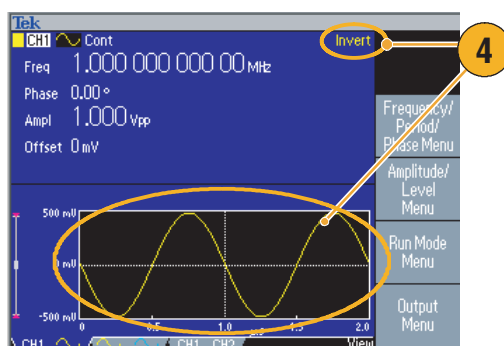 Tek
CH1 Cont Invert
Freq 1.000 000 000 00 MHz
Phase 0.00 °
Ampl 1.000 Vpp
Offset 0 mV
4
Frequency/
Period/
Phase Menu
Amplitude/
Level
Menu
Run Mode
Menu
Output
Menu
500 mV
0 mV
-500 mV
0 0.5 1.0 1.5 2.0
CH1 CH1 CH2 View